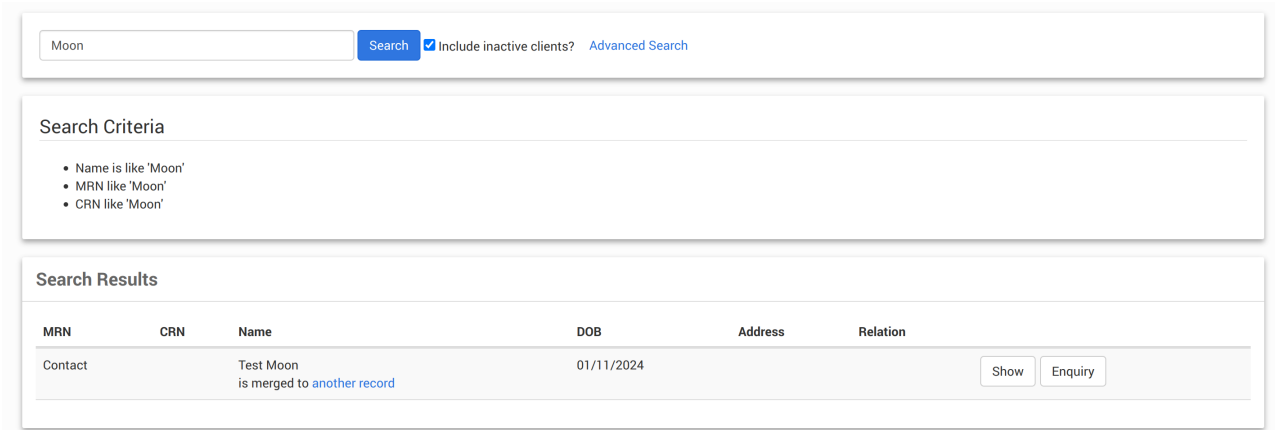 Moon Search Include inactive clients? Advanced Search
Search Criteria
Name is like 'Moon'
MRN like 'Moon'
CRN like 'Moon'
Search Results
MRN CRN Name DOB Address Relation
Contact Test Moon 01/11/2024 Show Enquiry
is merged to another record